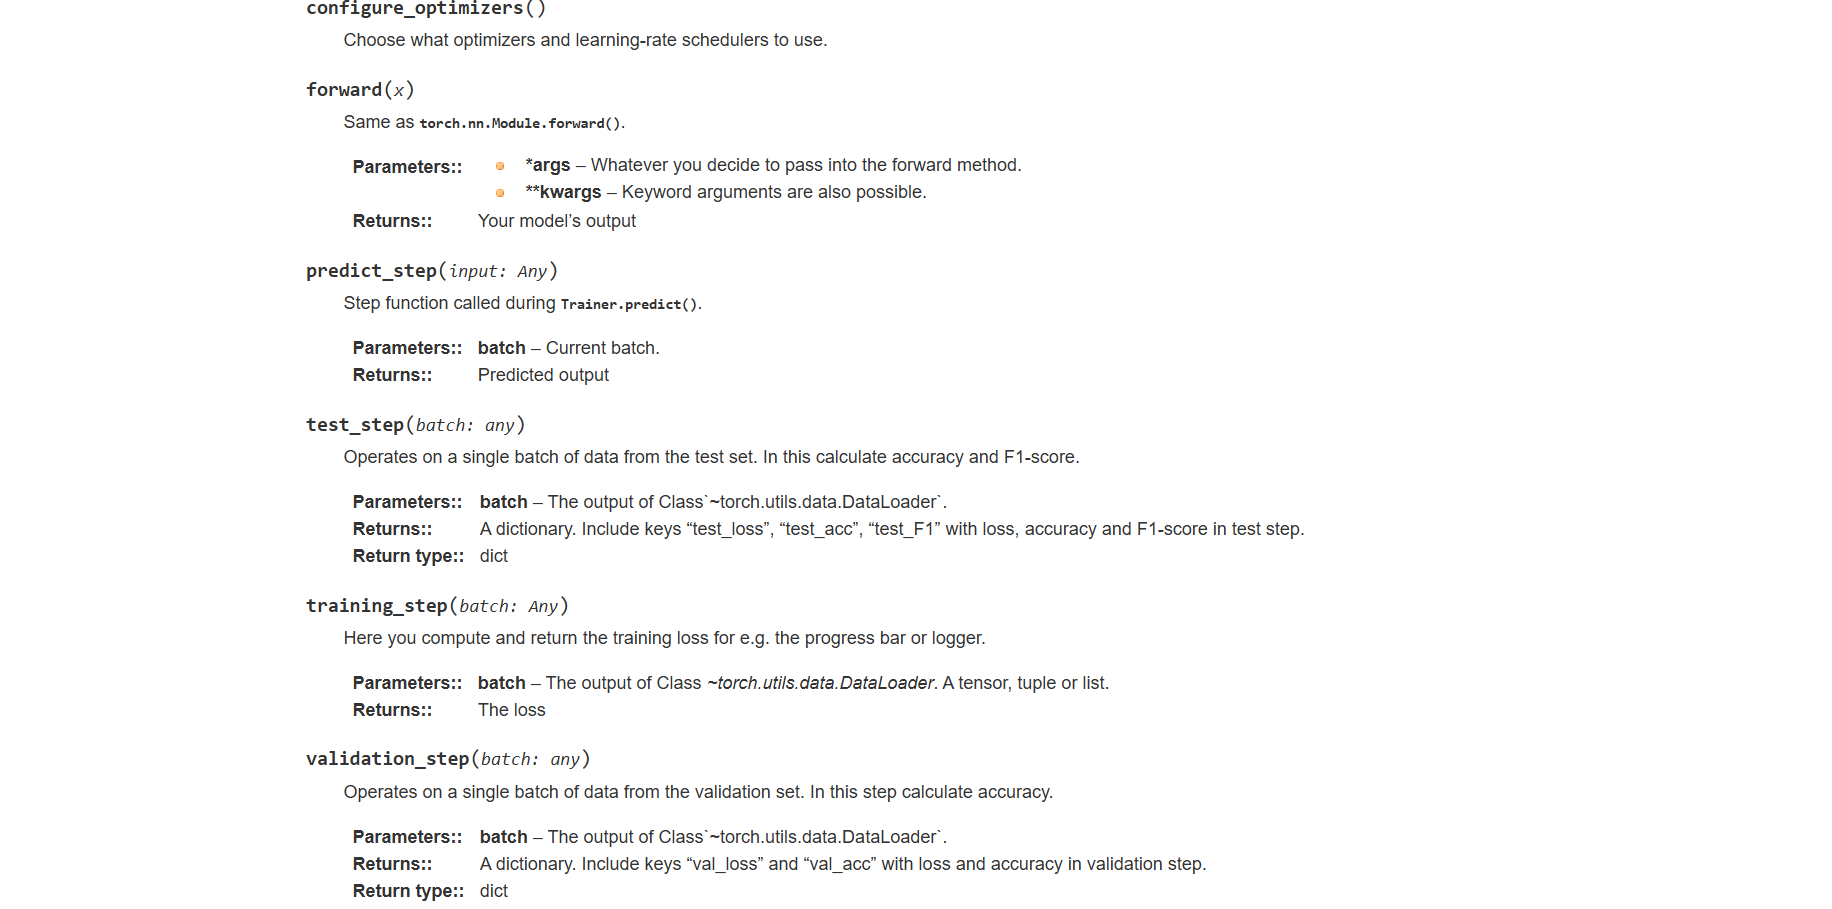 configure_optimizers()
Choose what optimizers and learning-rate schedulers to use.
forward(x)
Same as torch.nn.Module.forward().
Parameters:: *args – Whatever you decide to pass into the forward method.
**kwargs – Keyword arguments are also possible.
Returns:: Your model’s output
predict_step(input: Any)
Step function called during Trainer.predict().
Parameters:: batch – Current batch.
Returns:: Predicted output
test_step(batch: any)
Operates on a single batch of data from the test set. In this calculate accuracy and F1-score.
Parameters:: batch – The output of Class`~torch.utils.data.DataLoader`.
Returns:: A dictionary. Include keys “test_loss”, “test_acc”, “test_F1” with loss, accuracy and F1-score in test step.
Return type:: dict
training_step(batch: Any)
Here you compute and return the training loss for e.g. the progress bar or logger.
Parameters:: batch – The output of Class ~torch.utils.data.DataLoader. A tensor, tuple or list.
Returns:: The loss
validation_step(batch: any)
Operates on a single batch of data from the validation set. In this step calculate accuracy.
Parameters:: batch – The output of Class`~torch.utils.data.DataLoader`.
Returns:: A dictionary. Include keys “val_loss” and “val_acc” with loss and accuracy in validation step.
Return type:: dict